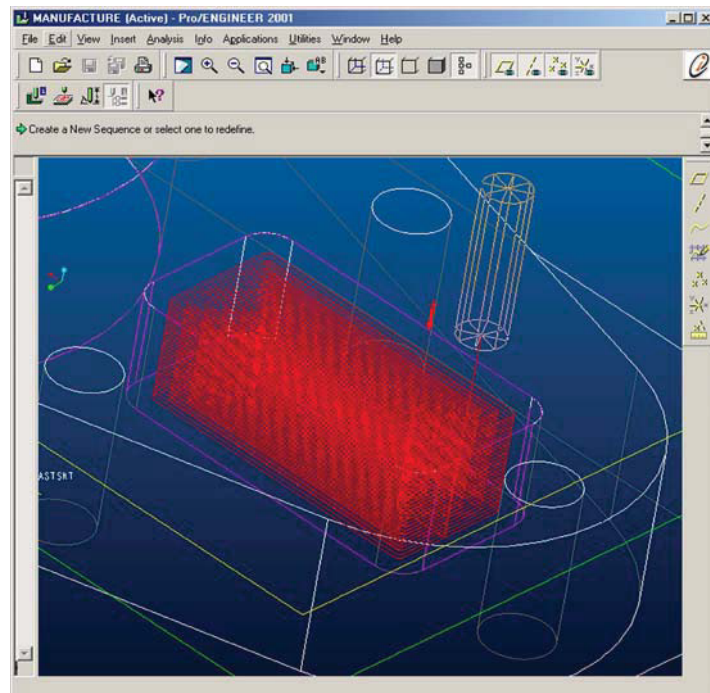 MANUFACTURE (Active) - Pro/ENGINEER 2001
File Edit View Insert Analysis Info Applications Utilities Window Help
Create a New Sequence or select one to redefine.
ASTSKT